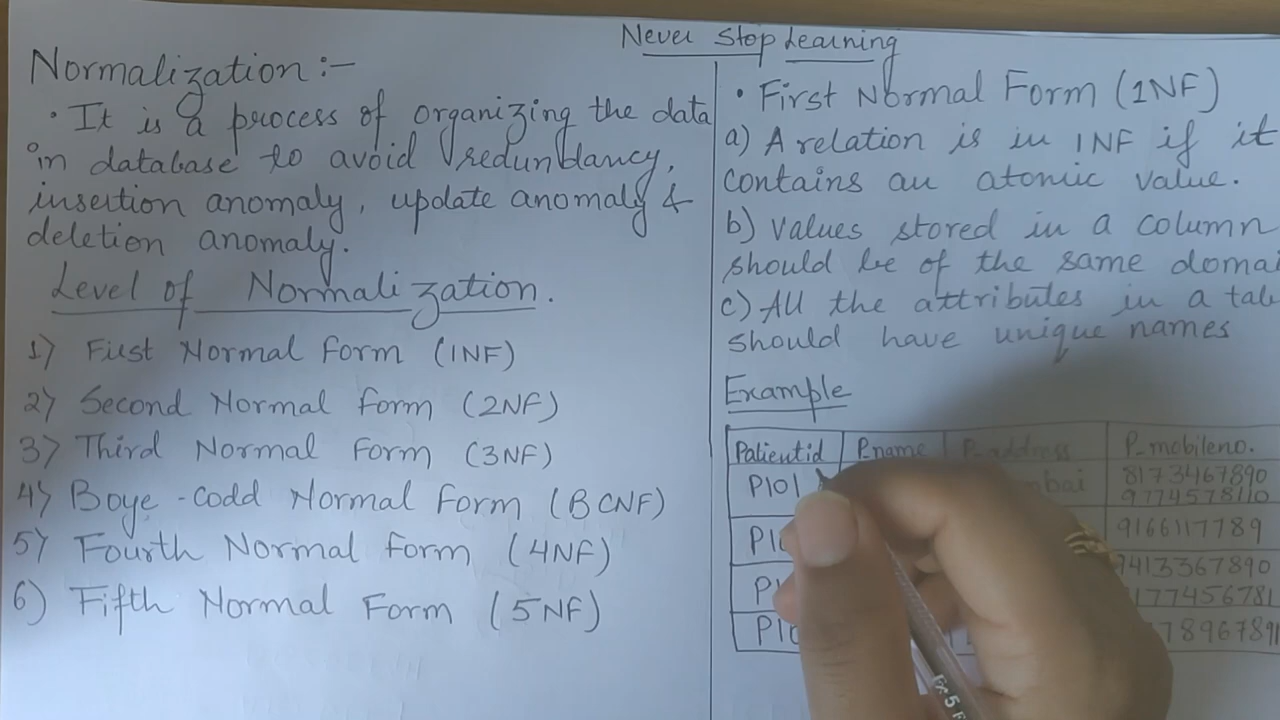 Never Stop Learning
Normalization :-
· It is a process of organizing the data
in database to avoid redundancy,
insertion anomaly, update anomaly &
deletion anomaly.
Level of Normalization.
1) First Normal Form (1NF)
2) Second Normal Form (2NF)
3) Third Normal Form (3NF)
4) Boye-Codd Normal Form (BCNF)
5) Fourth Normal Form (4NF)
6) Fifth Normal Form (5NF)
· First Normal Form (1NF)
a) A relation is in 1NF if it
contains an atomic value.
b) Values stored in a column
should be of the same domai
c) All the attributes in a tab
should have unique names
Example
Patientid P_name P_address P_mobileno.
P101 8173467890
9774578110
9166117789